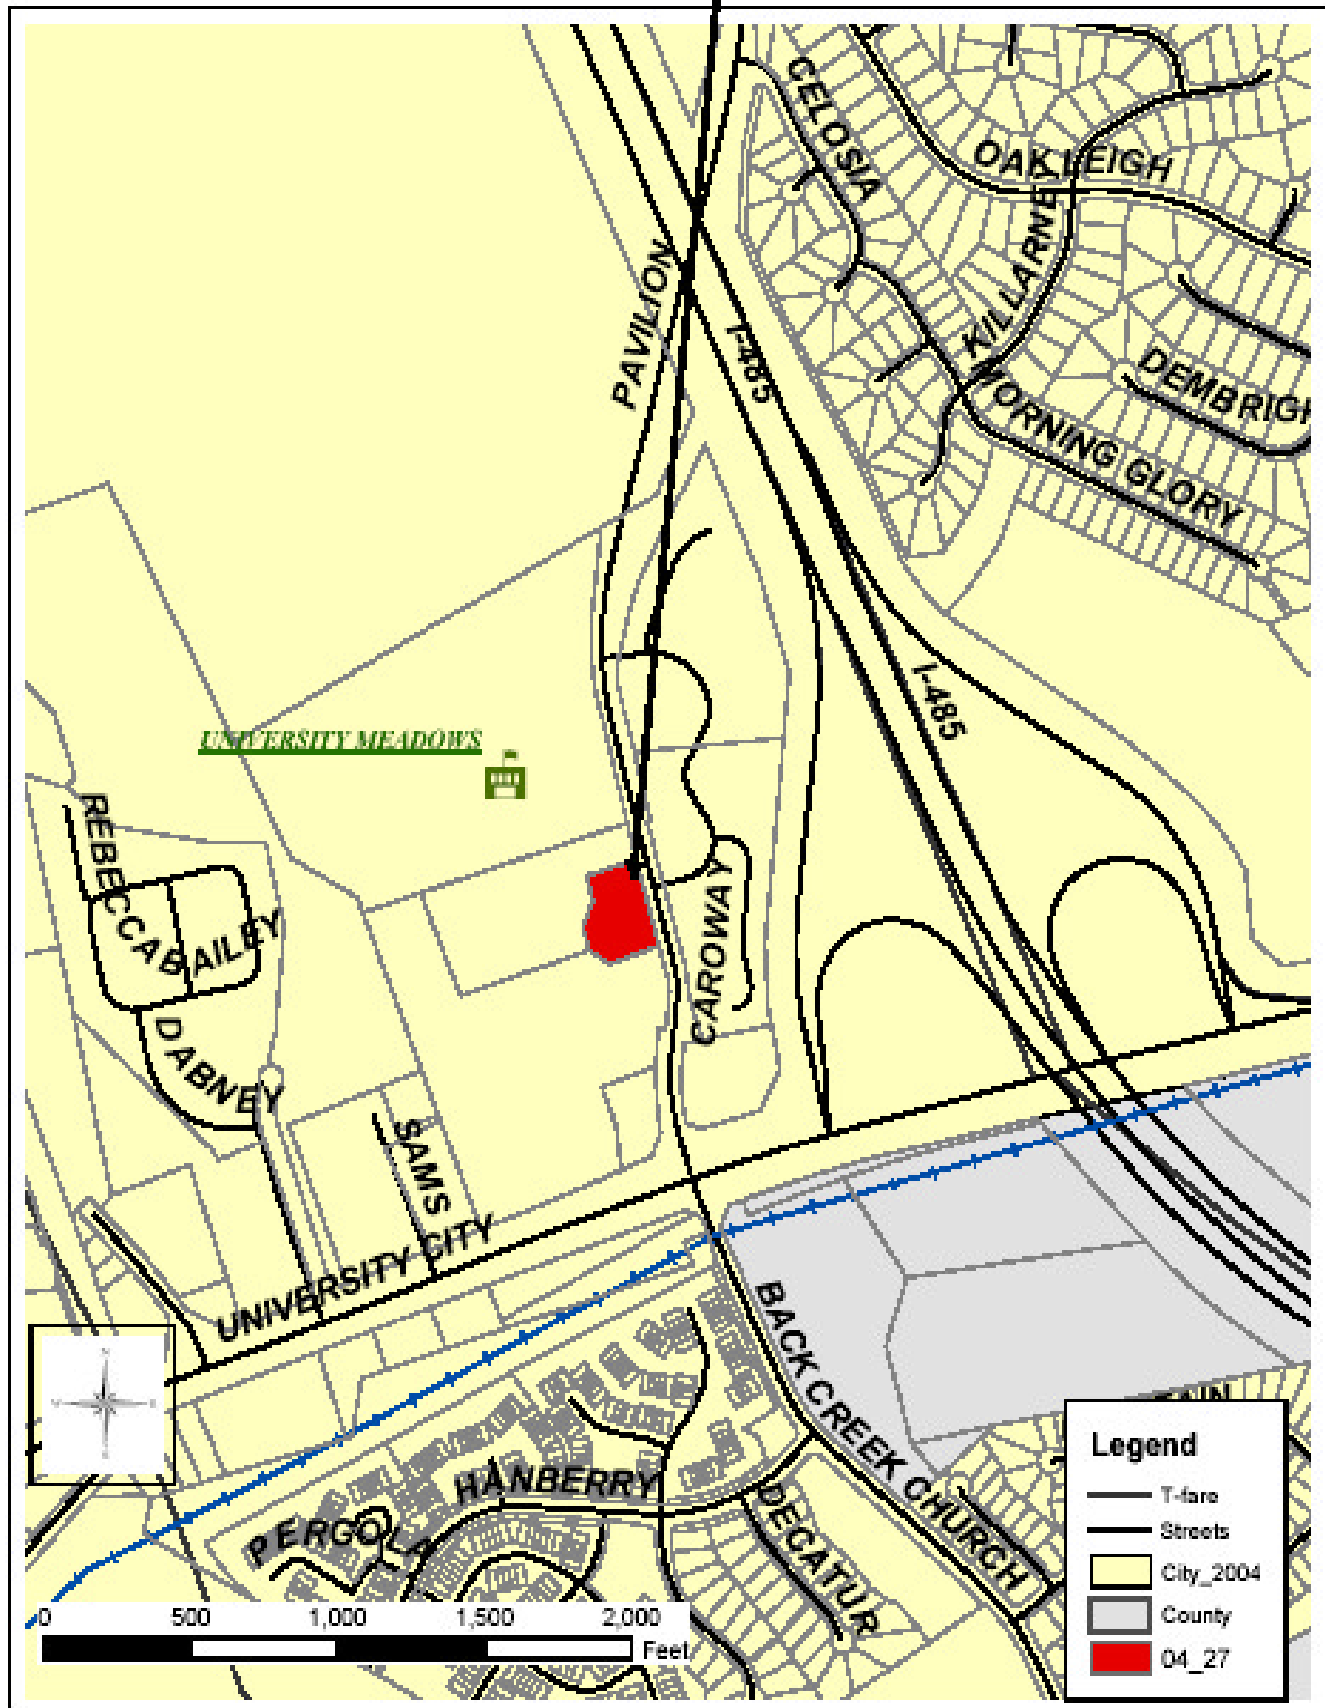 CELOSIA
OAKLEIGH
KILLARNEY
PAVILION
I-485
DEMBRIGH
MORNING GLORY
I-485
UNIVERSITY MEADOWS
REBECCA
BAILEY
CAROWAY
DABNEY
SAMS
UNIVERSITY CITY
BACK CREEK CHURCH
HANBERRY
PERGOLA
DECATUR
Legend
T-fare
Streets
City_2004
County
04_27
0 500 1,000 1,500 2,000
Feet